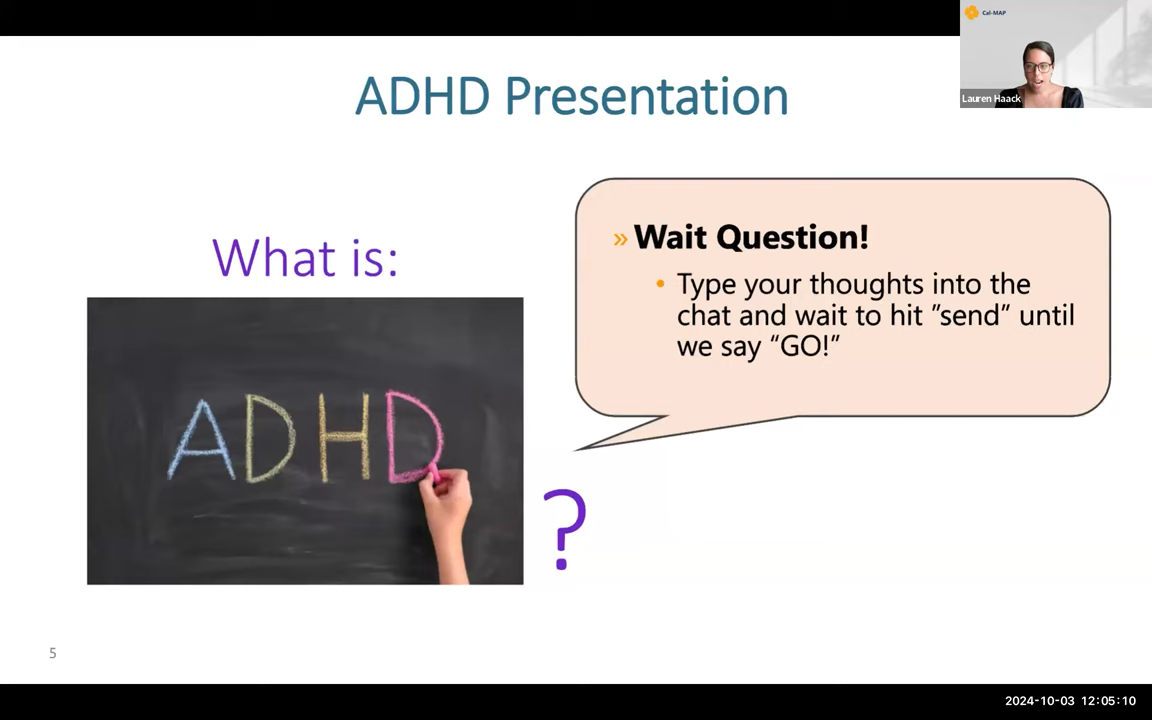 Cal-MAP
Lauren Haack
ADHD Presentation
What is:
ADHD
?
» Wait Question!
• Type your thoughts into the
chat and wait to hit ”send” until
we say “GO!”
5
2024-10-03 12:05:10